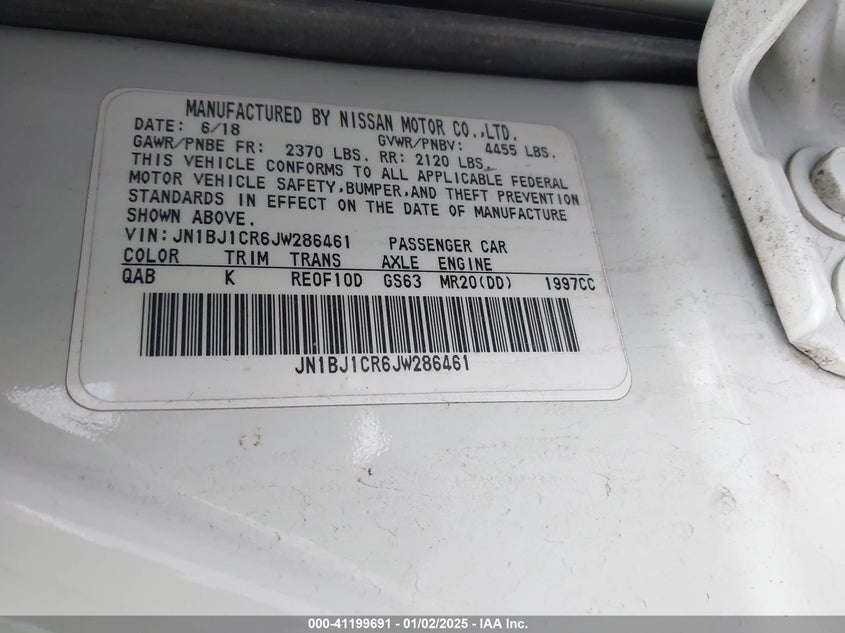 MANUFACTURED BY NISSAN MOTOR CO.,LTD.
DATE: 6/18 GVWR/PNBV: 4455 LBS.
GAWR/PNBE FR: 2370 LBS. RR: 2120 LBS.
THIS VEHICLE CONFORMS TO ALL APPLICABLE FEDERAL
MOTOR VEHICLE SAFETY,BUMPER,AND THEFT PREVENTION
STANDARDS IN EFFECT ON THE DATE OF MANUFACTURE
SHOWN ABOVE.
VIN:JN1BJ1CR6JW286461 PASSENGER CAR
COLOR TRIM TRANS AXLE ENGINE
QAB K RE0F10D GS63 MR20(DD) 1997CC
JN1BJ1CR6JW286461
000-41199691 - 01/02/2025 - IAA Inc.